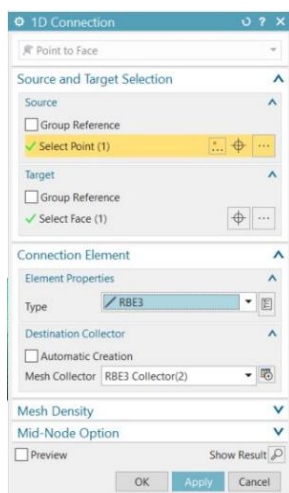 1D Connection
Point to Face
Source and Target Selection
Source
Group Reference
Select Point (1)
Target
Group Reference
Select Face (1)
Connection Element
Element Properties
Type RBE3
Destination Collector
Automatic Creation
Mesh Collector RBE3 Collector(2)
Mesh Density
Mid-Node Option
Preview Show Result
OK Apply Cancel